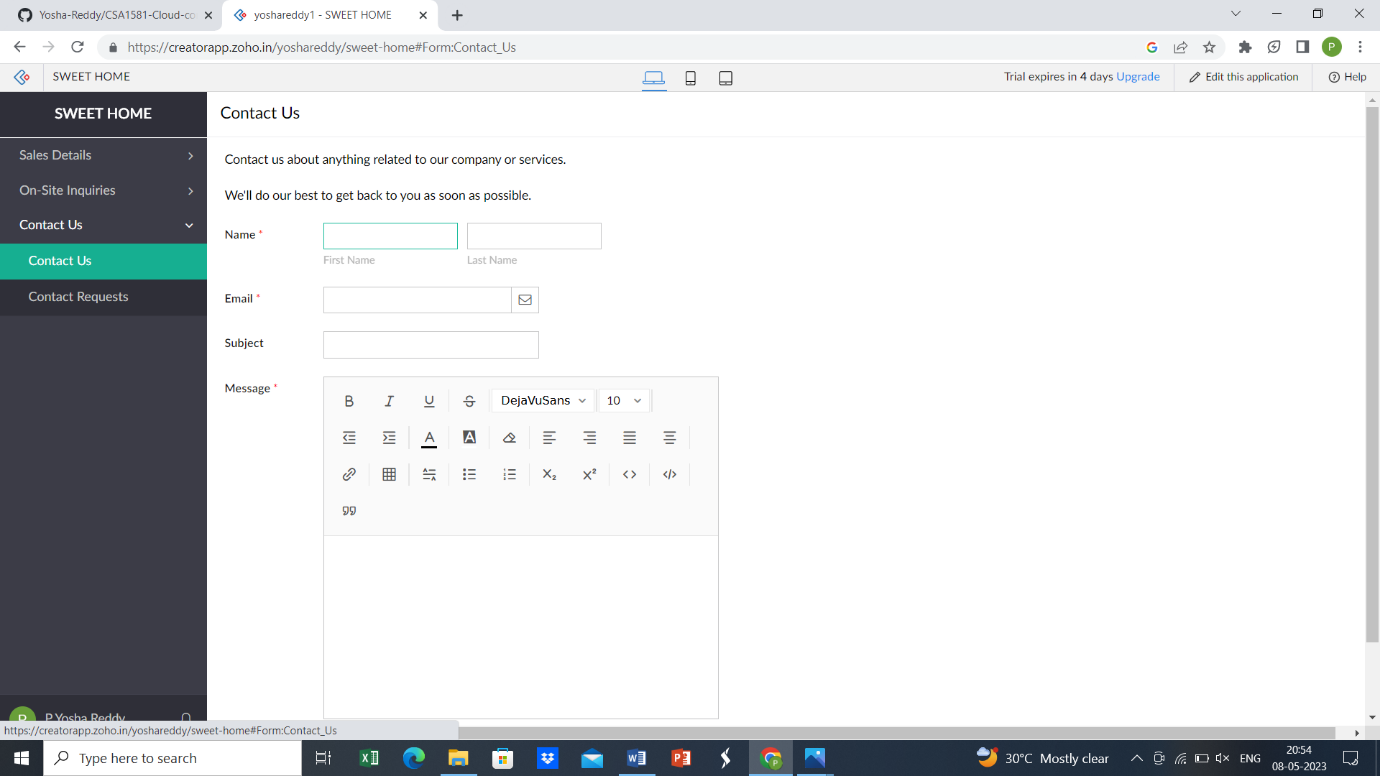 Yosha-Reddy/CSA1581-Cloud-co
yoshareddy1 - SWEET HOME
https://creatorapp.zoho.in/yoshareddy/sweet-home#Form:Contact_Us
P
SWEET HOME
Trial expires in 4 days Upgrade
Edit this application
Help
SWEET HOME
Sales Details
On-Site Inquiries
Contact Us
Contact Us
Contact Requests
Contact Us
Contact us about anything related to our company or services.
We'll do our best to get back to you as soon as possible.
Name *
First Name
Last Name
Email *
Subject
Message *
B I U S DejaVuSans 10
A A
X₂ X²
P Yosha Reddy
https://creatorapp.zoho.in/yoshareddy/sweet-home#Form:Contact_Us
Type here to search
30°C Mostly clear
ENG
20:54
08-05-2023